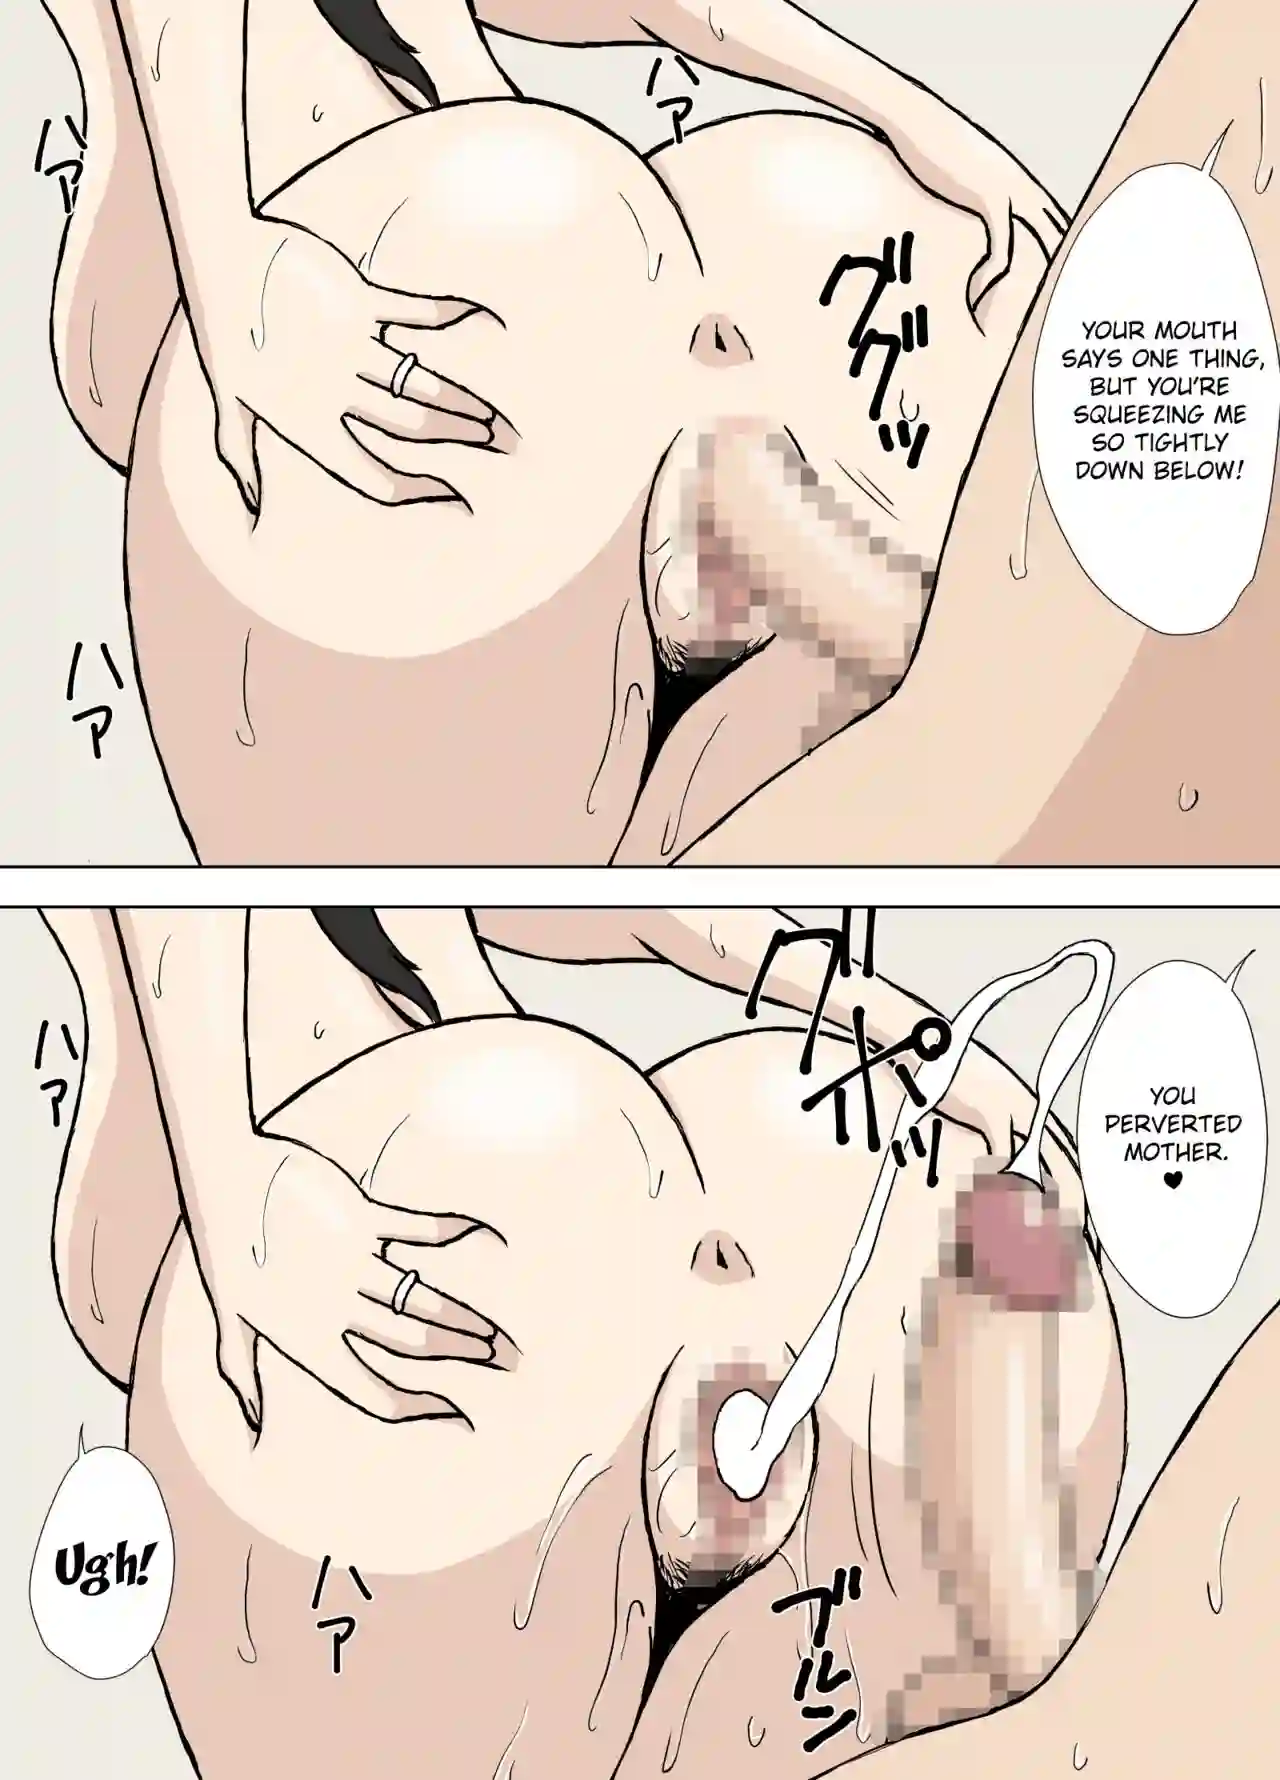 ハァ
ハァ
グググッ
YOUR MOUTH
SAYS ONE THING,
BUT YOU'RE
SQUEEZING ME
SO TIGHTLY
DOWN BELOW!
ハァ
グポッ
YOU
PERVERTED
MOTHER.
♥
ハァ
Ugh!
ハァ
ブルン